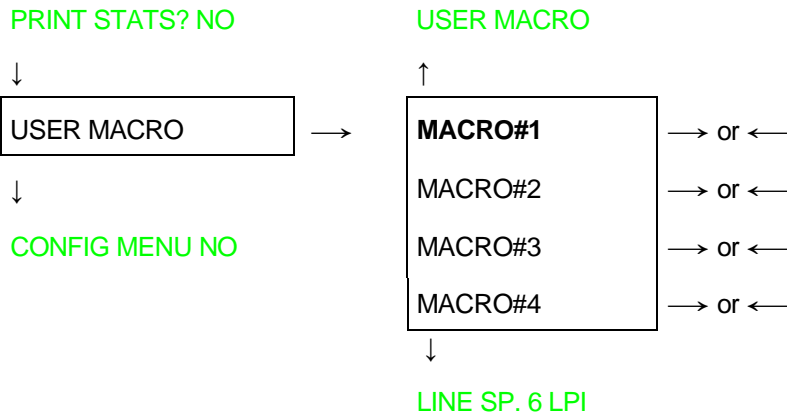 PRINT STATS? NO USER MACRO
↓ ↑
USER MACRO → MACRO#1 → or ←
↓ MACRO#2 → or ←
CONFIG MENU NO MACRO#3 → or ←
MACRO#4 → or ←
↓
LINE SP. 6 LPI